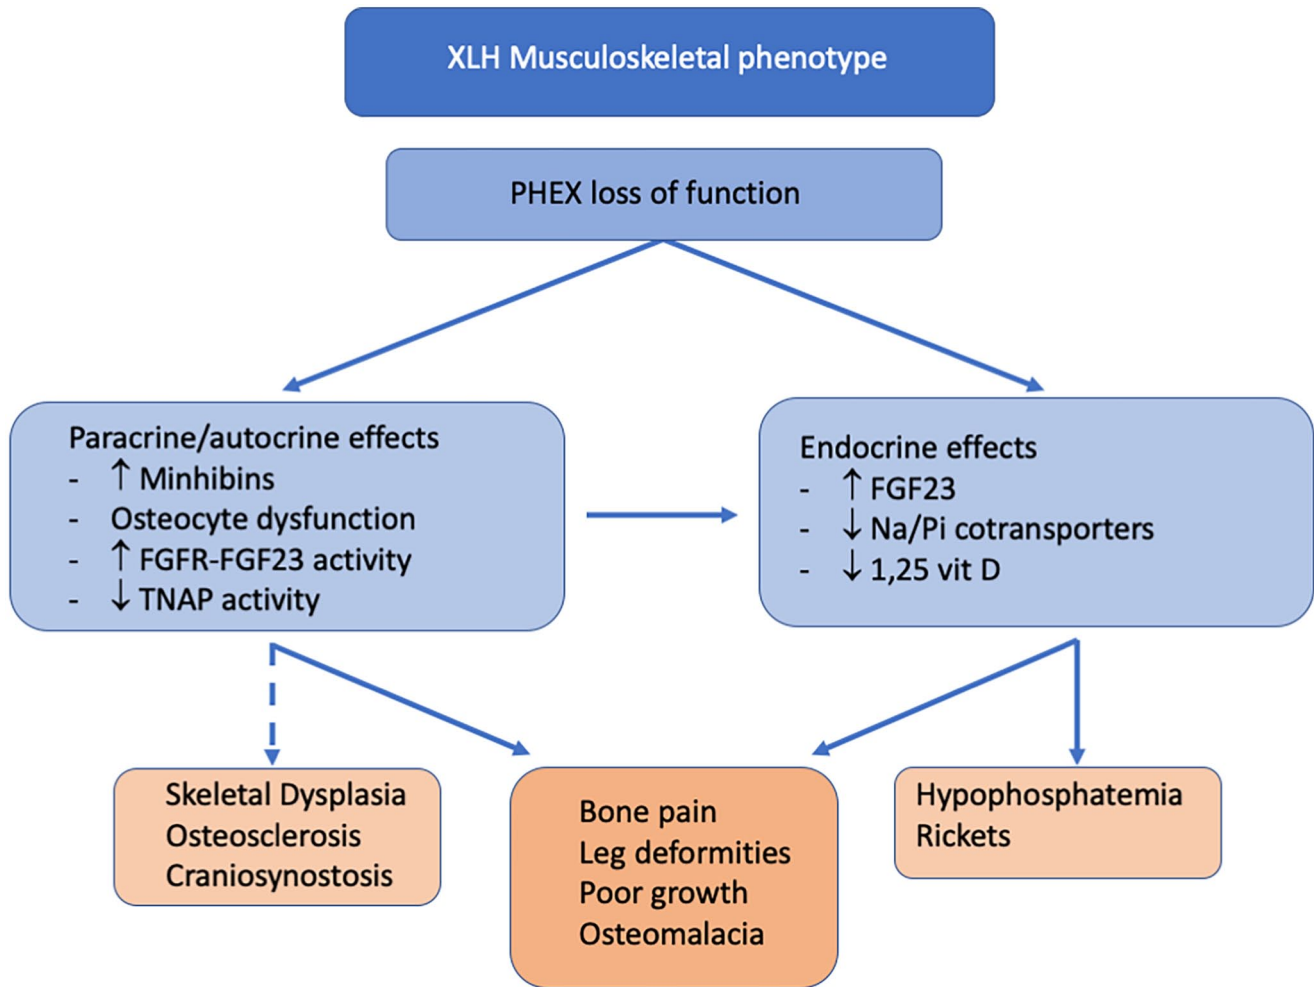 XLH Musculoskeletal phenotype
PHEX loss of function
Paracrine/autocrine effects
- ↑ Minhibins
- Osteocyte dysfunction
- ↑ FGFR-FGF23 activity
- ↓ TNAP activity
Endocrine effects
- ↑ FGF23
- ↓ Na/Pi cotransporters
- ↓ 1,25 vit D
Skeletal Dysplasia
Osteosclerosis
Craniosynostosis
Bone pain
Leg deformities
Poor growth
Osteomalacia
Hypophosphatemia
Rickets